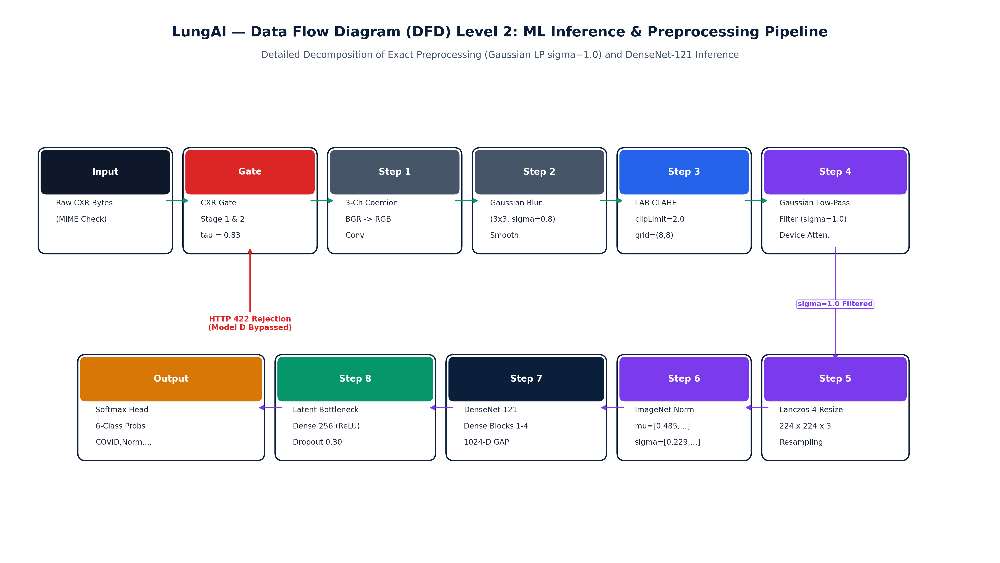 LungAI — Data Flow Diagram (DFD) Level 2: ML Inference & Preprocessing Pipeline
Detailed Decomposition of Exact Preprocessing (Gaussian LP sigma=1.0) and DenseNet-121 Inference
Input
Raw CXR Bytes
(MIME Check)
Gate
CXR Gate
Stage 1 & 2
tau = 0.83
Step 1
3-Ch Coercion
BGR -> RGB
Conv
Step 2
Gaussian Blur
(3x3, sigma=0.8)
Smooth
Step 3
LAB CLAHE
clipLimit=2.0
grid=(8,8)
Step 4
Gaussian Low-Pass
Filter (sigma=1.0)
Device Atten.
HTTP 422 Rejection
(Model D Bypassed)
sigma=1.0 Filtered
Output
Softmax Head
6-Class Probs
COVID,Norm,...
Step 8
Latent Bottleneck
Dense 256 (ReLU)
Dropout 0.30
Step 7
DenseNet-121
Dense Blocks 1-4
1024-D GAP
Step 6
ImageNet Norm
mu=[0.485,...]
sigma=[0.229,...]
Step 5
Lanczos-4 Resize
224 x 224 x 3
Resampling